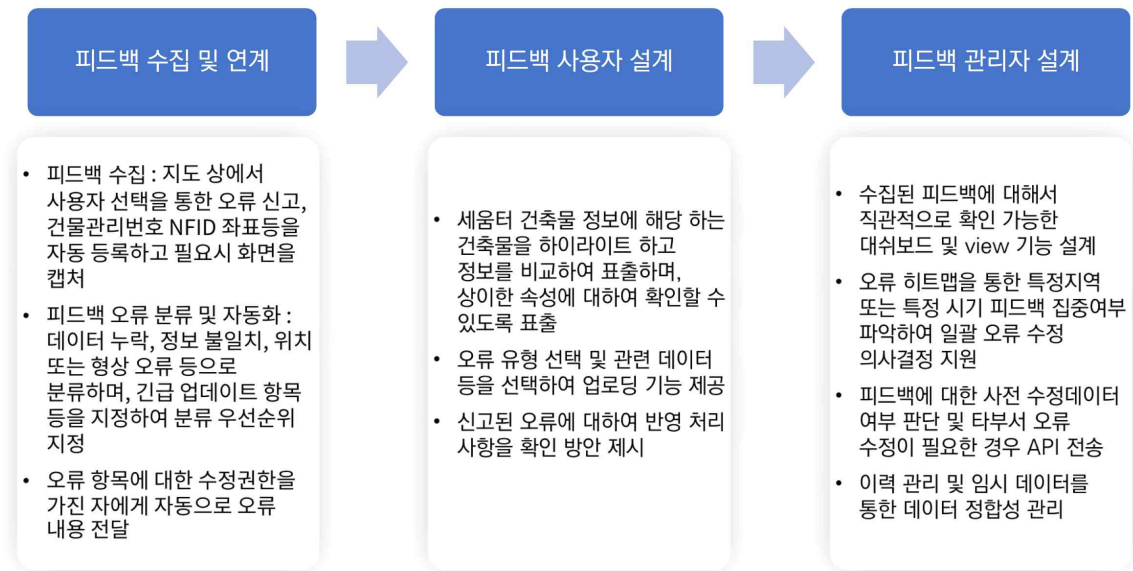 피드백 수집 및 연계
• 피드백 수집 : 지도 상에서
사용자 선택을 통한 오류 신고,
건물관리번호 NFID 좌표등을
자동 등록하고 필요시 화면을
캡처
• 피드백 오류 분류 및 자동화 :
데이터 누락, 정보 불일치, 위치
또는 형상 오류 등으로
분류하며, 긴급 업데이트 항목
등을 지정하여 분류 우선순위
지정
• 오류 항목에 대한 수정권한을
가진 자에게 자동으로 오류
내용 전달
피드백 사용자 설계
• 세움터 건축물 정보에 해당 하는
건축물을 하이라이트 하고
정보를 비교하여 표출하며,
상이한 속성에 대하여 확인할 수
있도록 표출
• 오류 유형 선택 및 관련 데이터
등을 선택하여 업로딩 기능 제공
• 신고된 오류에 대하여 반영 처리
사항을 확인 방안 제시
피드백 관리자 설계
• 수집된 피드백에 대해서
직관적으로 확인 가능한
대쉬보드 및 view 기능 설계
• 오류 히트맵을 통한 특정지역
또는 특정 시기 피드백 집중여부
파악하여 일괄 오류 수정
의사결정 지원
• 피드백에 대한 사전 수정데이터
여부 판단 및 타부서 오류
수정이 필요한 경우 API 전송
• 이력 관리 및 임시 데이터를
통한 데이터 정합성 관리